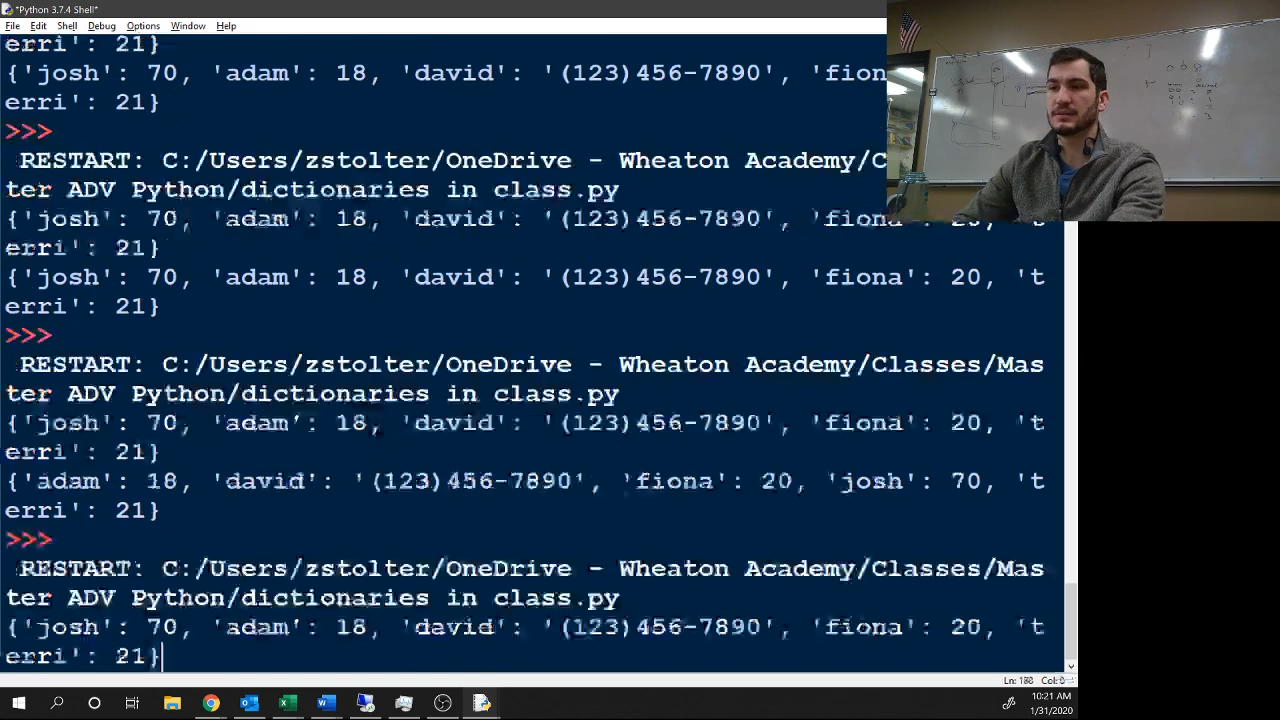 *Python 3.7.4 Shell*
File Edit Shell Debug Options Window Help
erri': 21}
{'josh': 70, 'adam': 18, 'david': '(123)456-7890', 'fiona
erri': 21}
>>>
RESTART: C:/Users/zstolter/OneDrive - Wheaton Academy/C
ter ADV Python/dictionaries in class.py
{'josh': 70, 'adam': 18, 'david': '(123)456-7890', 'fiona': 20, 't
erri': 21}
{'josh': 70, 'adam': 18, 'david': '(123)456-7890', 'fiona': 20, 't
erri': 21}
>>>
RESTART: C:/Users/zstolter/OneDrive - Wheaton Academy/Classes/Mas
ter ADV Python/dictionaries in class.py
{'josh': 70, 'adam': 18, 'david': '(123)456-7890', 'fiona': 20, 't
erri': 21}
{'adam': 18, 'david': '(123)456-7890', 'fiona': 20, 'josh': 70, 't
erri': 21}
>>>
RESTART: C:/Users/zstolter/OneDrive - Wheaton Academy/Classes/Mas
ter ADV Python/dictionaries in class.py
{'josh': 70, 'adam': 18, 'david': '(123)456-7890', 'fiona': 20, 't
erri': 21}
Ln: Col:
10:21 AM
1/31/2020